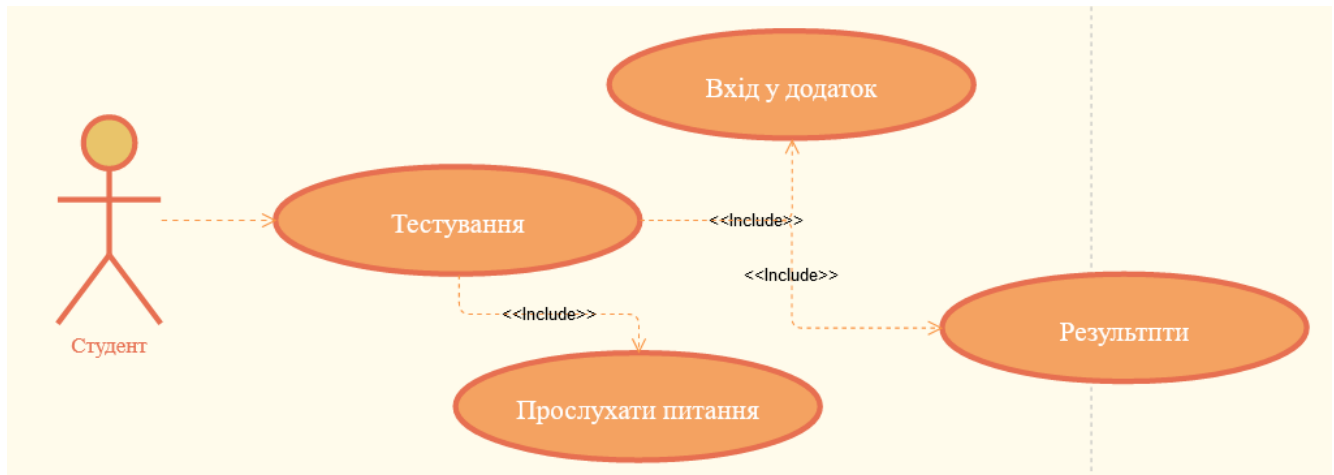 Вхід у додаток
Тестування
<<Include>>
<<Include>>
<<Include>>
Результпти
Студент
Прослухати питання